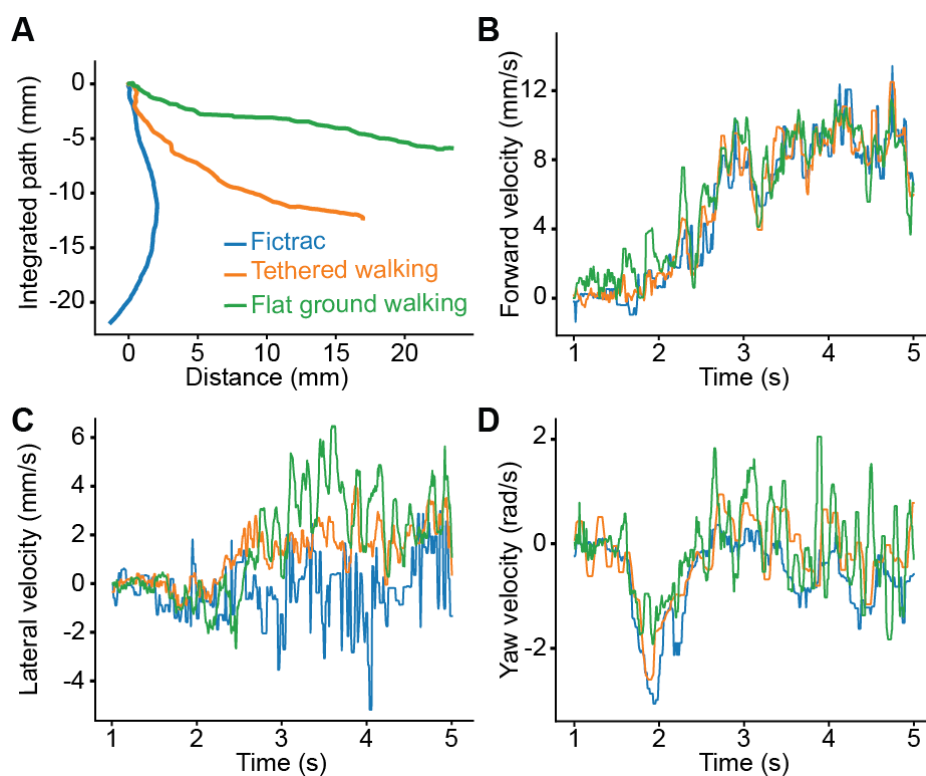 A
Integrated path (mm)
0
-5
-10
-15
-20
Fictrac
Tethered walking
Flat ground walking
0
5
10
15
20
Distance (mm)
B
Forward velocity (mm/s)
12
8
4
0
1
2
3
4
5
Time (s)
C
Lateral velocity (mm/s)
6
4
2
0
-2
-4
1
2
3
4
5
Time (s)
D
Yaw velocity (rad/s)
2
0
-2
1
2
3
4
5
Time (s)